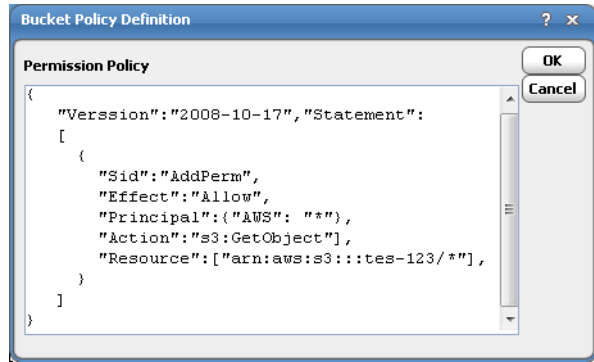 Bucket Policy Definition ? ×
OK
Permission Policy
Cancel
{
"Verssion":"2008-10-17","Statement":
[
{
"Sid":"AddPerm",
"Effect":"Allow",
"Principal":{"AWS": "*"},
"Action":"s3:GetObject"],
"Resource":["arn:aws:s3:::tes-123/*"],
}
]
}